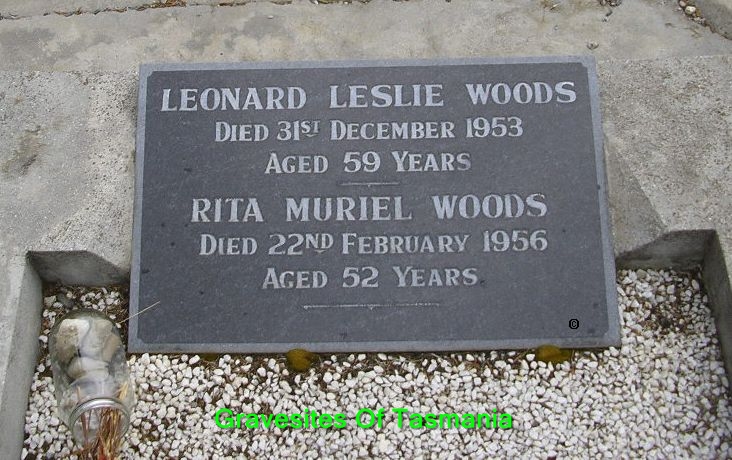 LEONARD LESLIE WOODS
DIED 31ST DECEMBER 1953
AGED 59 YEARS
RITA MURIEL WOODS
DIED 22ND FEBRUARY 1956
AGED 52 YEARS
©
Gravesites Of Tasmania